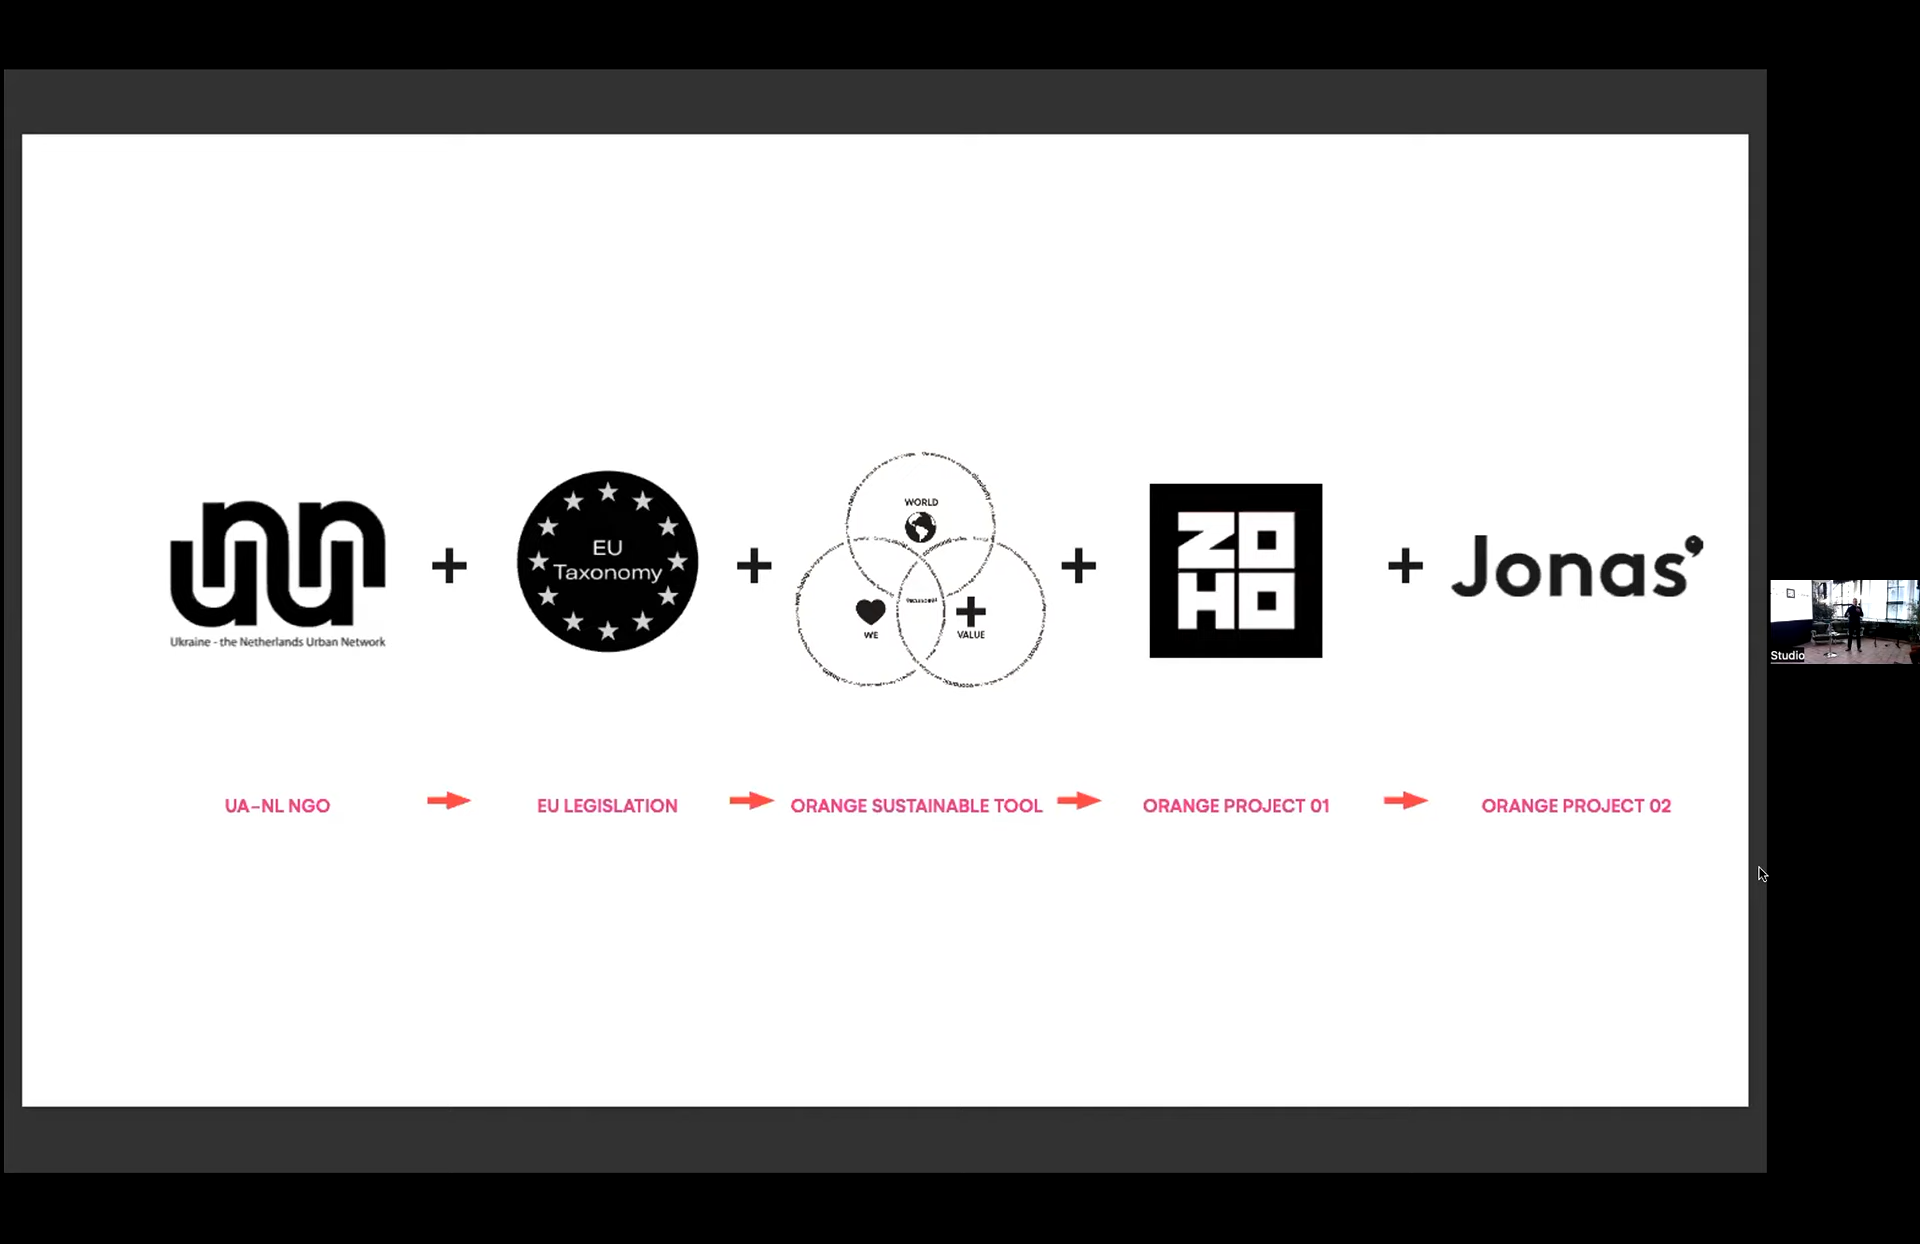 unn
Ukraine - the Netherlands Urban Network
EU
Taxonomy
WORLD
WE
VALUE
ZO
HO
Jonas’
UA–NL NGO
EU LEGISLATION
ORANGE SUSTAINABLE TOOL
ORANGE PROJECT 01
ORANGE PROJECT 02
Studio